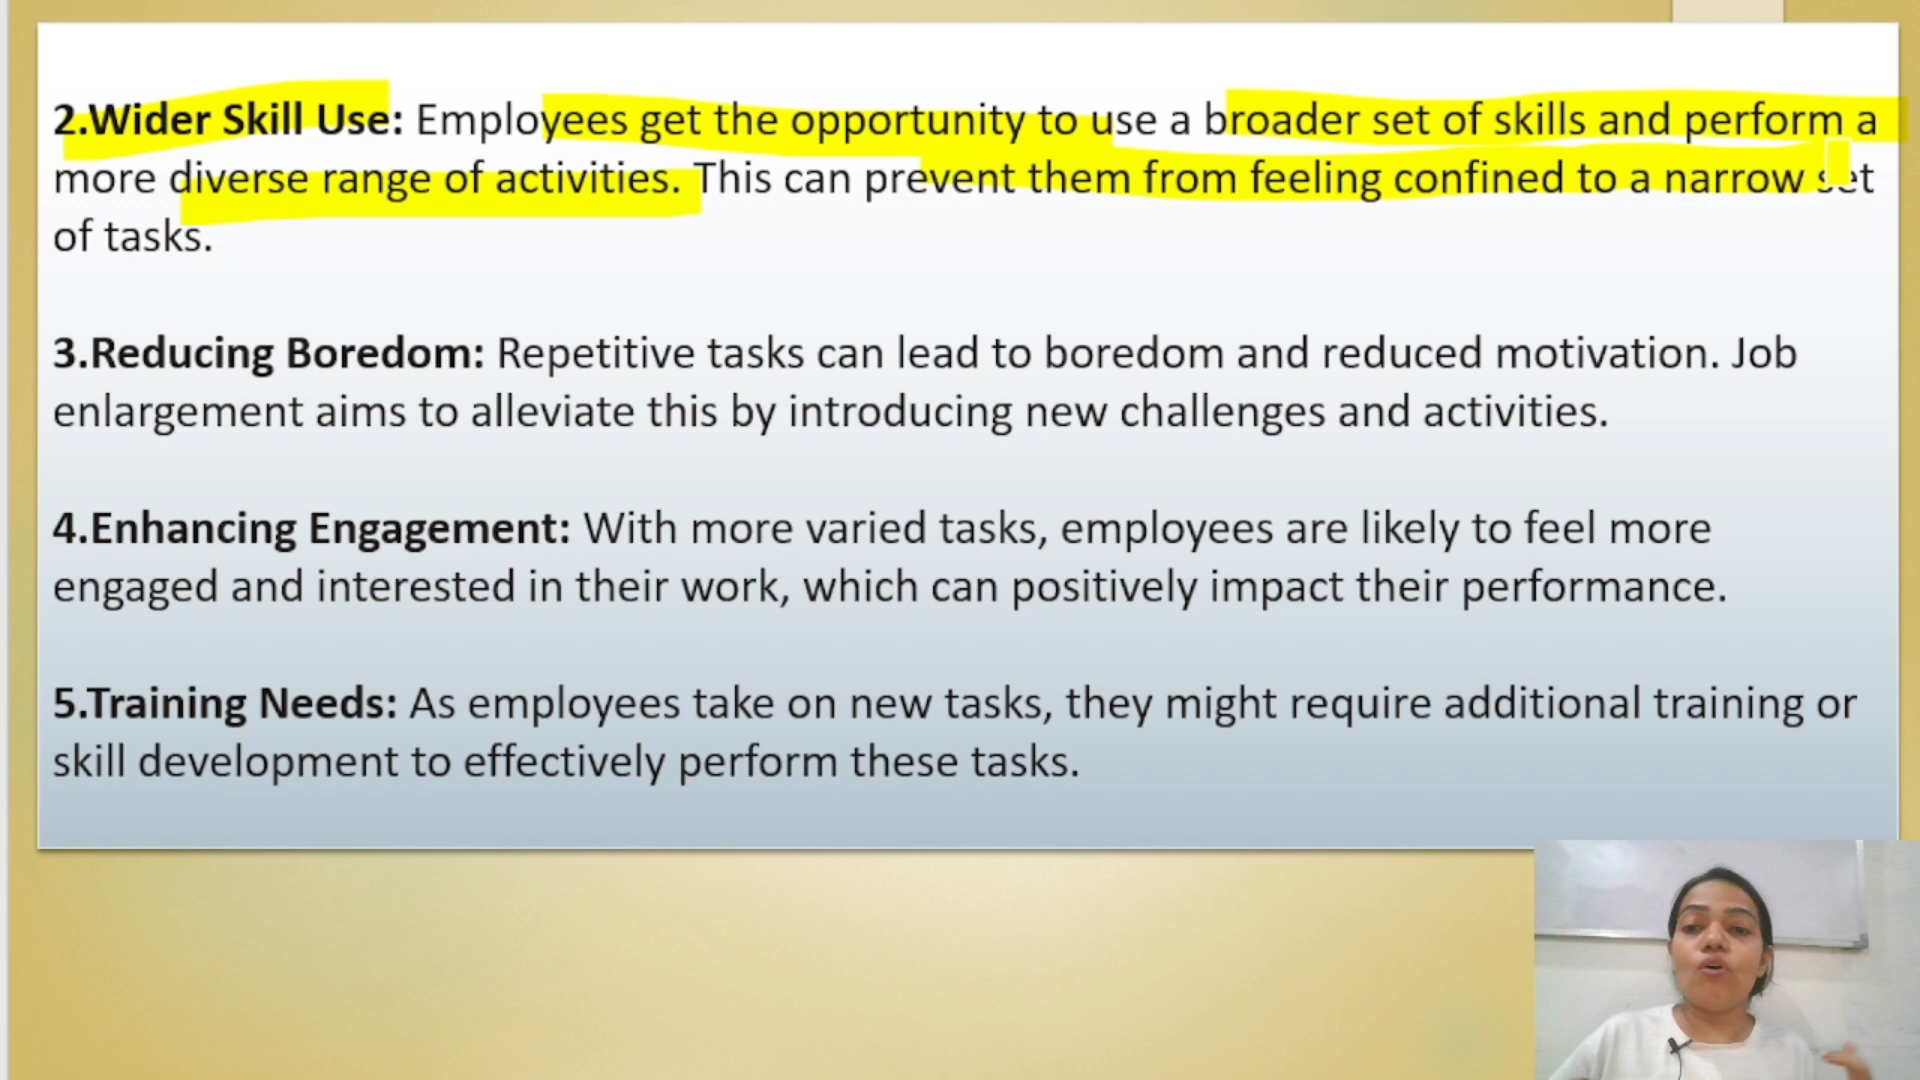 2.Wider Skill Use: Employees get the opportunity to use a broader set of skills and perform a
more diverse range of activities. This can prevent them from feeling confined to a narrow set
of tasks.
3.Reducing Boredom: Repetitive tasks can lead to boredom and reduced motivation. Job
enlargement aims to alleviate this by introducing new challenges and activities.
4.Enhancing Engagement: With more varied tasks, employees are likely to feel more
engaged and interested in their work, which can positively impact their performance.
5.Training Needs: As employees take on new tasks, they might require additional training or
skill development to effectively perform these tasks.